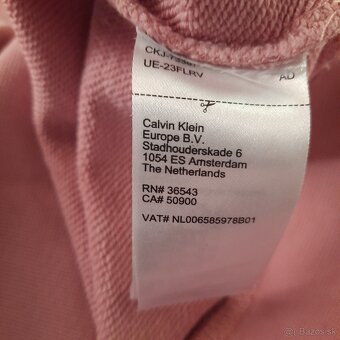 UE-23FLRV
AD
Calvin Klein
Europe B.V.
Stadhouderskade 6
1054 ES Amsterdam
The Netherlands
RN# 36543
CA# 50900
VAT# NL006585978B01